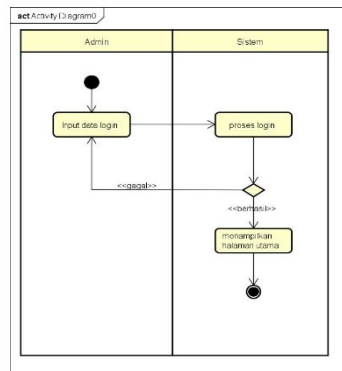 act Activity Diagram0
Admin
Sistem
Input data login
proses login
<<gagal>>
<<berhasil>>
menampilkan
halaman utama